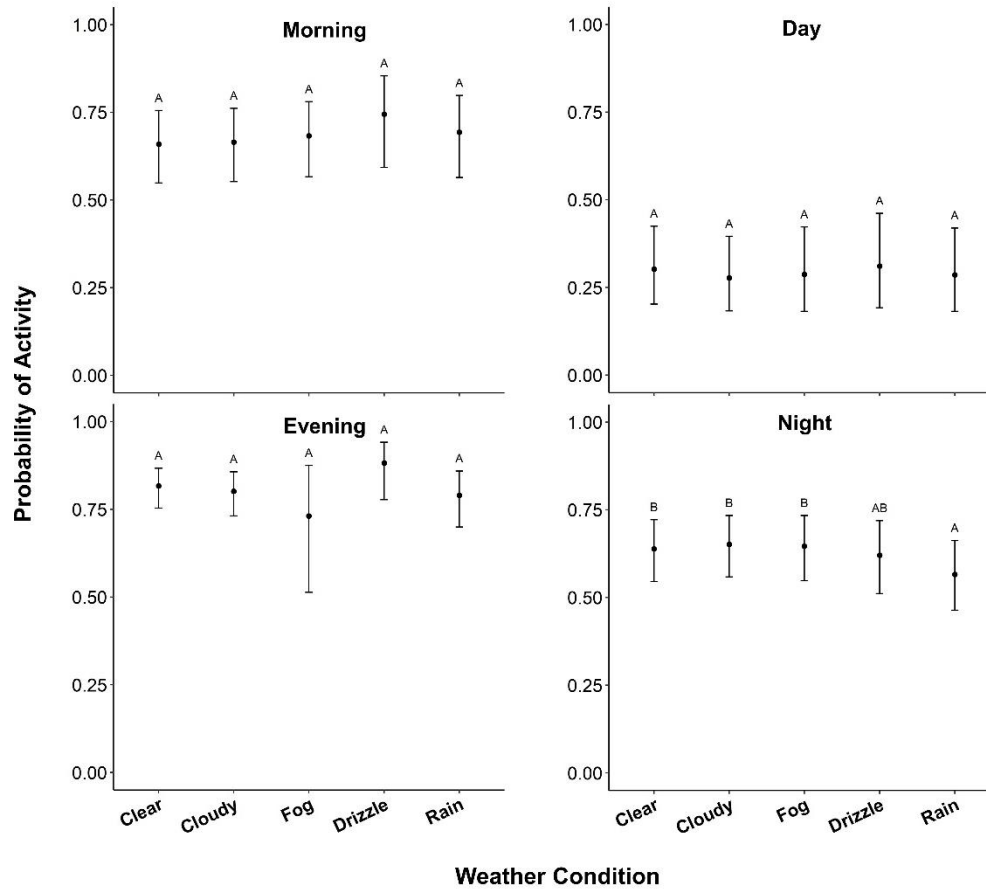 Probability of Activity
Morning
1.00
0.75
0.50
0.25
0.00
A A A A A
Day
1.00
0.75
0.50
0.25
0.00
A A A A A
Evening
1.00
0.75
0.50
0.25
0.00
A A A A A
Clear Cloudy Fog Drizzle Rain
Night
1.00
0.75
0.50
0.25
0.00
B B B AB A
Clear Cloudy Fog Drizzle Rain
Weather Condition